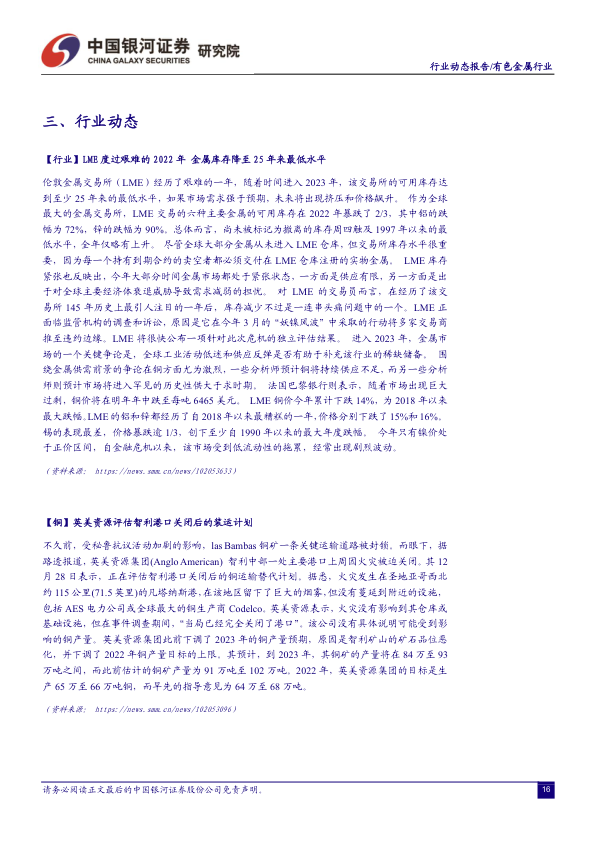 中国银河证券 研究院
CHINA GALAXY SECURITIES
行业动态报告/有色金属行业
三、行业动态
【行业】LME 度过艰难的 2022 年 金属库存降至 25 年来最低水平
伦敦金属交易所（LME）经历了艰难的一年，随着时间进入 2023 年，该交易所的可用库存达
到至少 25 年来的最低水平，如果市场需求强于预期，未来将出现挤压和价格飙升。 作为全球
最大的金属交易所，LME 交易的六种主要金属的可用库存在 2022 年暴跌了 2/3，其中铝的跌
幅为 72%，锌的跌幅为 90%。总体而言，尚未被标记为撤离的库存周四触及 1997 年以来的最
低水平，全年仅略有上升。 尽管全球大部分金属从未进入 LME 仓库，但交易所库存水平很重
要，因为每一个持有到期合约的卖空者都必须交付在 LME 仓库注册的实物金属。 LME 库存
紧张也反映出，今年大部分时间金属市场都处于紧张状态，一方面是供应有限，另一方面是出
于对全球主要经济体衰退威胁导致需求减弱的担忧。 对 LME 的交易员而言，在经历了该交
易所 145 年历史上最引人注目的一年后，库存减少不过是一连串头痛问题中的一个。LME 正
面临监管机构的调查和诉讼，原因是它在今年 3 月的“妖镍风波”中采取的行动将多家交易商
推至违约边缘。LME 将很快公布一项针对此次危机的独立评估结果。 进入 2023 年，金属市
场的一个关键争论是，全球工业活动低迷和供应反弹是否有助于补充该行业的稀缺储备。 围
绕金属供需前景的争论在铜方面尤为激烈，一些分析师预计铜将持续供应不足，而另一些分析
师则预计市场将进入罕见的历史性供大于求时期。 法国巴黎银行则表示，随着市场出现巨大
过剩，铜价将在明年年中跌至每吨 6465 美元。 LME 铜价今年累计下跌 14%，为 2018 年以来
最大跌幅。LME 的铝和锌都经历了自 2018 年以来最糟糕的一年，价格分别下跌了 15%和 16%。
锡的表现最差，价格暴跌逾 1/3，创下至少自 1990 年以来的最大年度跌幅。 今年只有镍价处
于正价区间，自金融危机以来，该市场受到低流动性的拖累，经常出现剧烈波动。
（资料来源： https://news.smm.cn/news/102053633）
【铜】英美资源评估智利港口关闭后的装运计划
不久前，受秘鲁抗议活动加剧的影响，las Bambas 铜矿一条关键运输道路被封锁。而眼下，据
路透报道，英美资源集团(Anglo American) 智利中部一处主要港口上周因火灾被迫关闭。其 12
月 28 日表示，正在评估智利港口关闭后的铜运输替代计划。据悉，火灾发生在圣地亚哥西北
约 115 公里(71.5 英里)的凡塔纳斯港，在该地区留下了巨大的烟雾，但没有蔓延到附近的设施，
包括 AES 电力公司或全球最大的铜生产商 Codelco。英美资源表示，火灾没有影响到其仓库或
基础设施，但在事件调查期间，“当局已经完全关闭了港口”。该公司没有具体说明可能受到影
响的铜产量。英美资源集团此前下调了 2023 年的铜产量预期，原因是智利矿山的矿石品位恶
化，并下调了 2022 年铜产量目标的上限。其预计，到 2023 年，其铜矿的产量将在 84 万至 93
万吨之间，而此前估计的铜矿产量为 91 万吨至 102 万吨。2022 年，英美资源集团的目标是生
产 65 万至 66 万吨铜，而早先的指导意见为 64 万至 68 万吨。
（资料来源： https://news.smm.cn/news/102053096）
请务必阅读正文最后的中国银河证券股份公司免责声明。
16